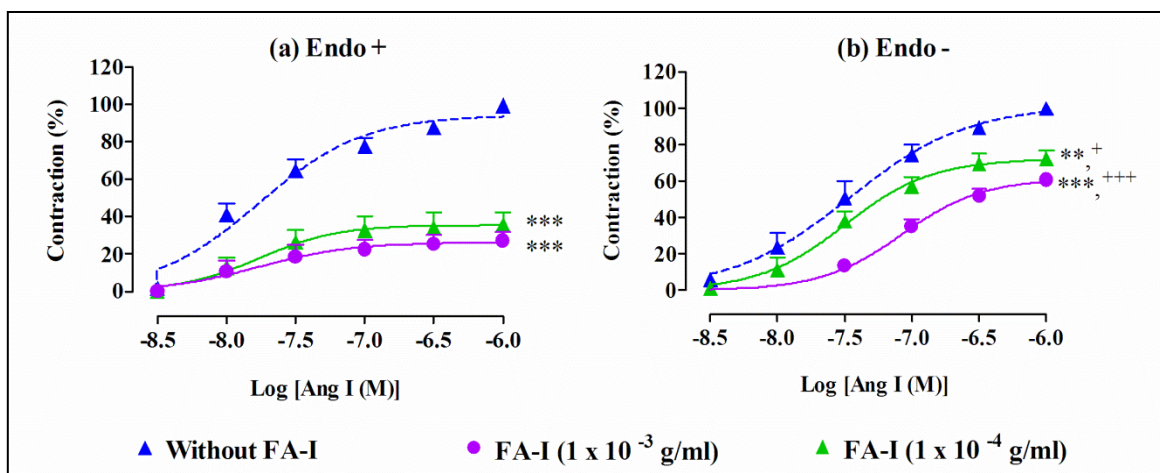 (a) Endo +
Contraction (%)
120
100
80
60
40
20
0
***
***
-8.5 -8.0 -7.5 -7.0 -6.5 -6.0
Log [Ang I (M)]
(b) Endo -
Contraction (%)
120
100
80
60
40
20
0
**,+
***,+++
-8.5 -8.0 -7.5 -7.0 -6.5 -6.0
Log [Ang I (M)]
Without FA-I FA-I (1 x 10 -3 g/ml) FA-I (1 x 10 -4 g/ml)